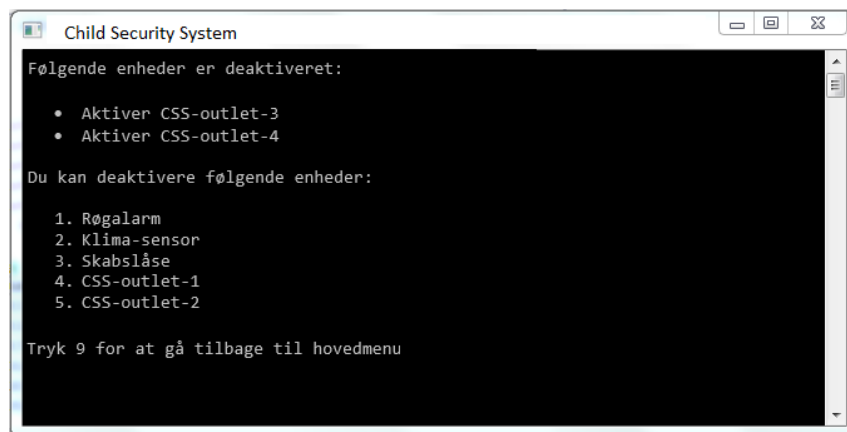 Child Security System
Følgende enheder er deaktiveret:
• Aktiver CSS-outlet-3
• Aktiver CSS-outlet-4
Du kan deaktivere følgende enheder:
1. Røgalarm
2. Klima-sensor
3. Skabslåse
4. CSS-outlet-1
5. CSS-outlet-2
Tryk 9 for at gå tilbage til hovedmenu